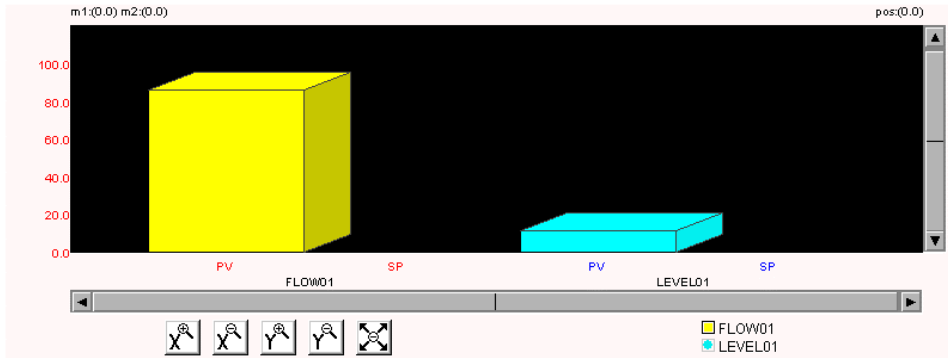 m1:(0.0) m2:(0.0) pos:(0.0)
100.0
80.0
60.0
40.0
20.0
0.0
PV SP PV SP
FLOW01 LEVEL01
X X Y Y
FLOW01
LEVEL01